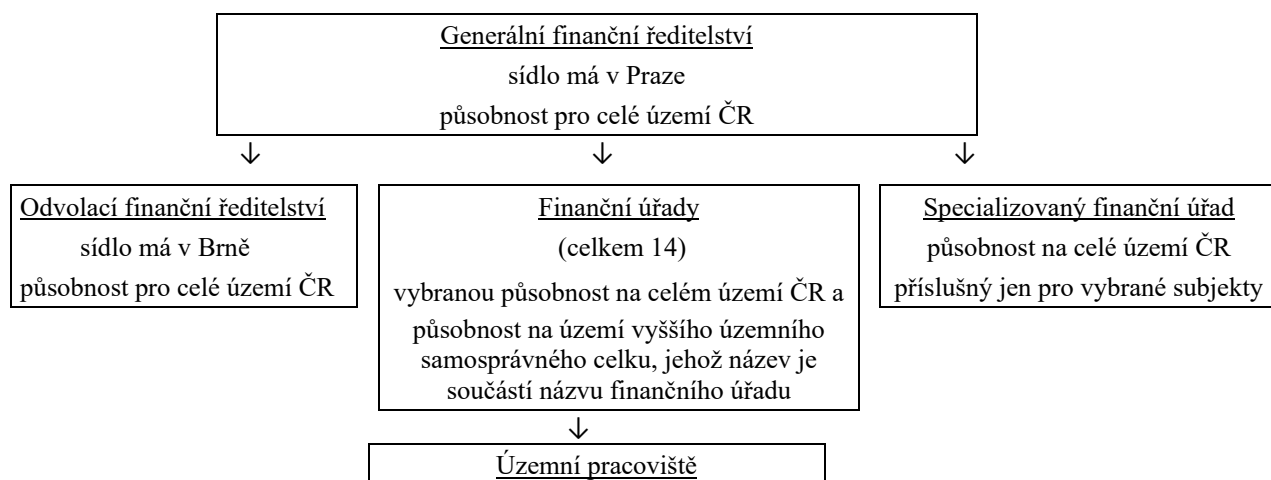 Generální finanční ředitelství
sídlo má v Praze
působnost pro celé území ČR
↓ ↓ ↓
Odvolací finanční ředitelství
sídlo má v Brně
působnost pro celé území ČR
Finanční úřady
(celkem 14)
vybranou působnost na celém území ČR a
působnost na území vyššího územního
samosprávného celku, jehož název je
součástí názvu finančního úřadu
Specializovaný finanční úřad
působnost na celé území ČR
příslušný jen pro vybrané subjekty
↓
Územní pracoviště